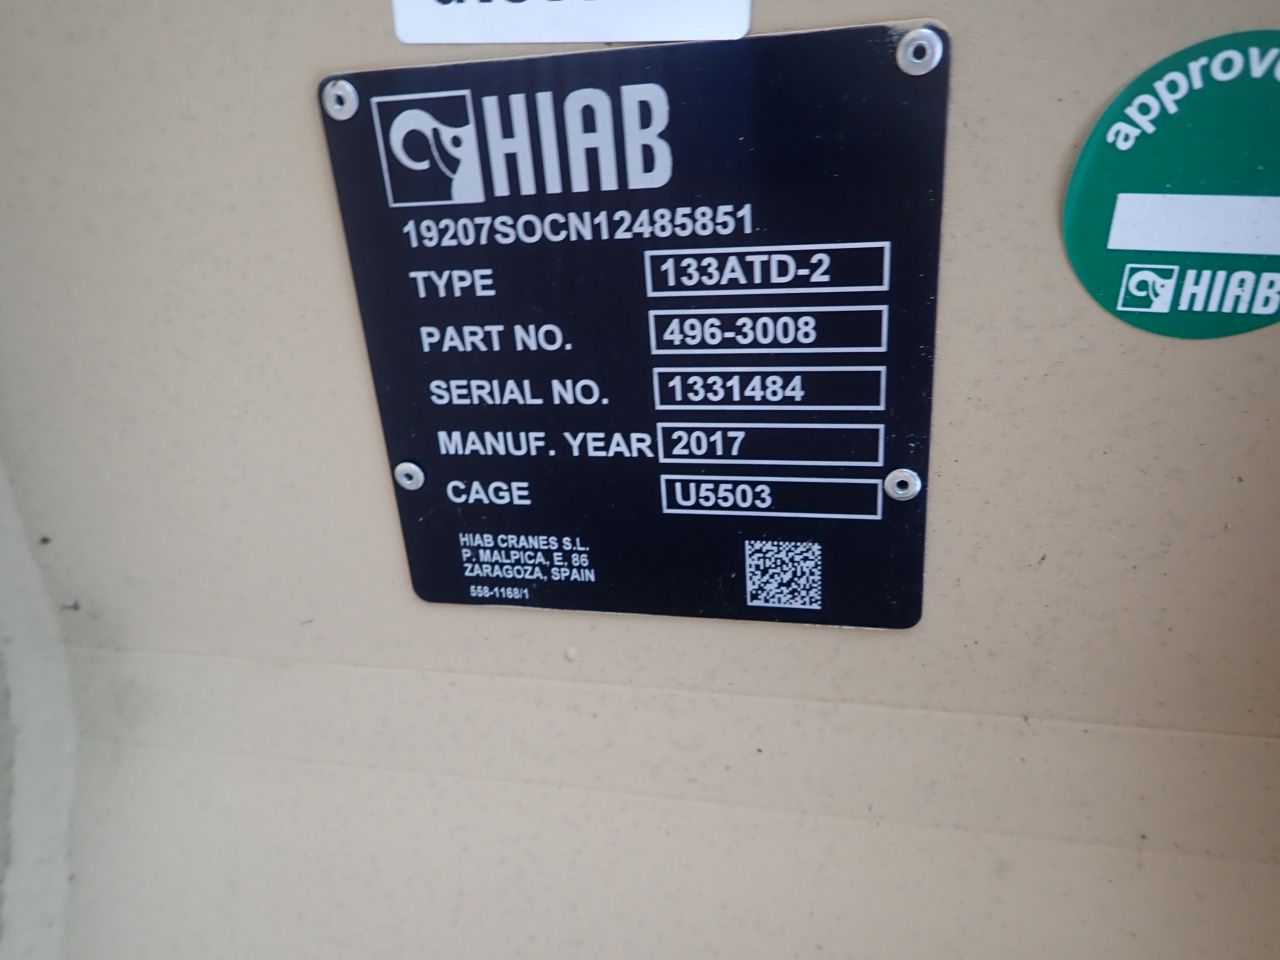 HIAB
19207SOCN12485851
TYPE 133ATD-2
PART NO. 496-3008
SERIAL NO. 1331484
MANUF. YEAR 2017
CAGE U5503
HIAB CRANES S.L.
P. MALPICA, E, 86
ZARAGOZA, SPAIN
558-1168/1
HIAB